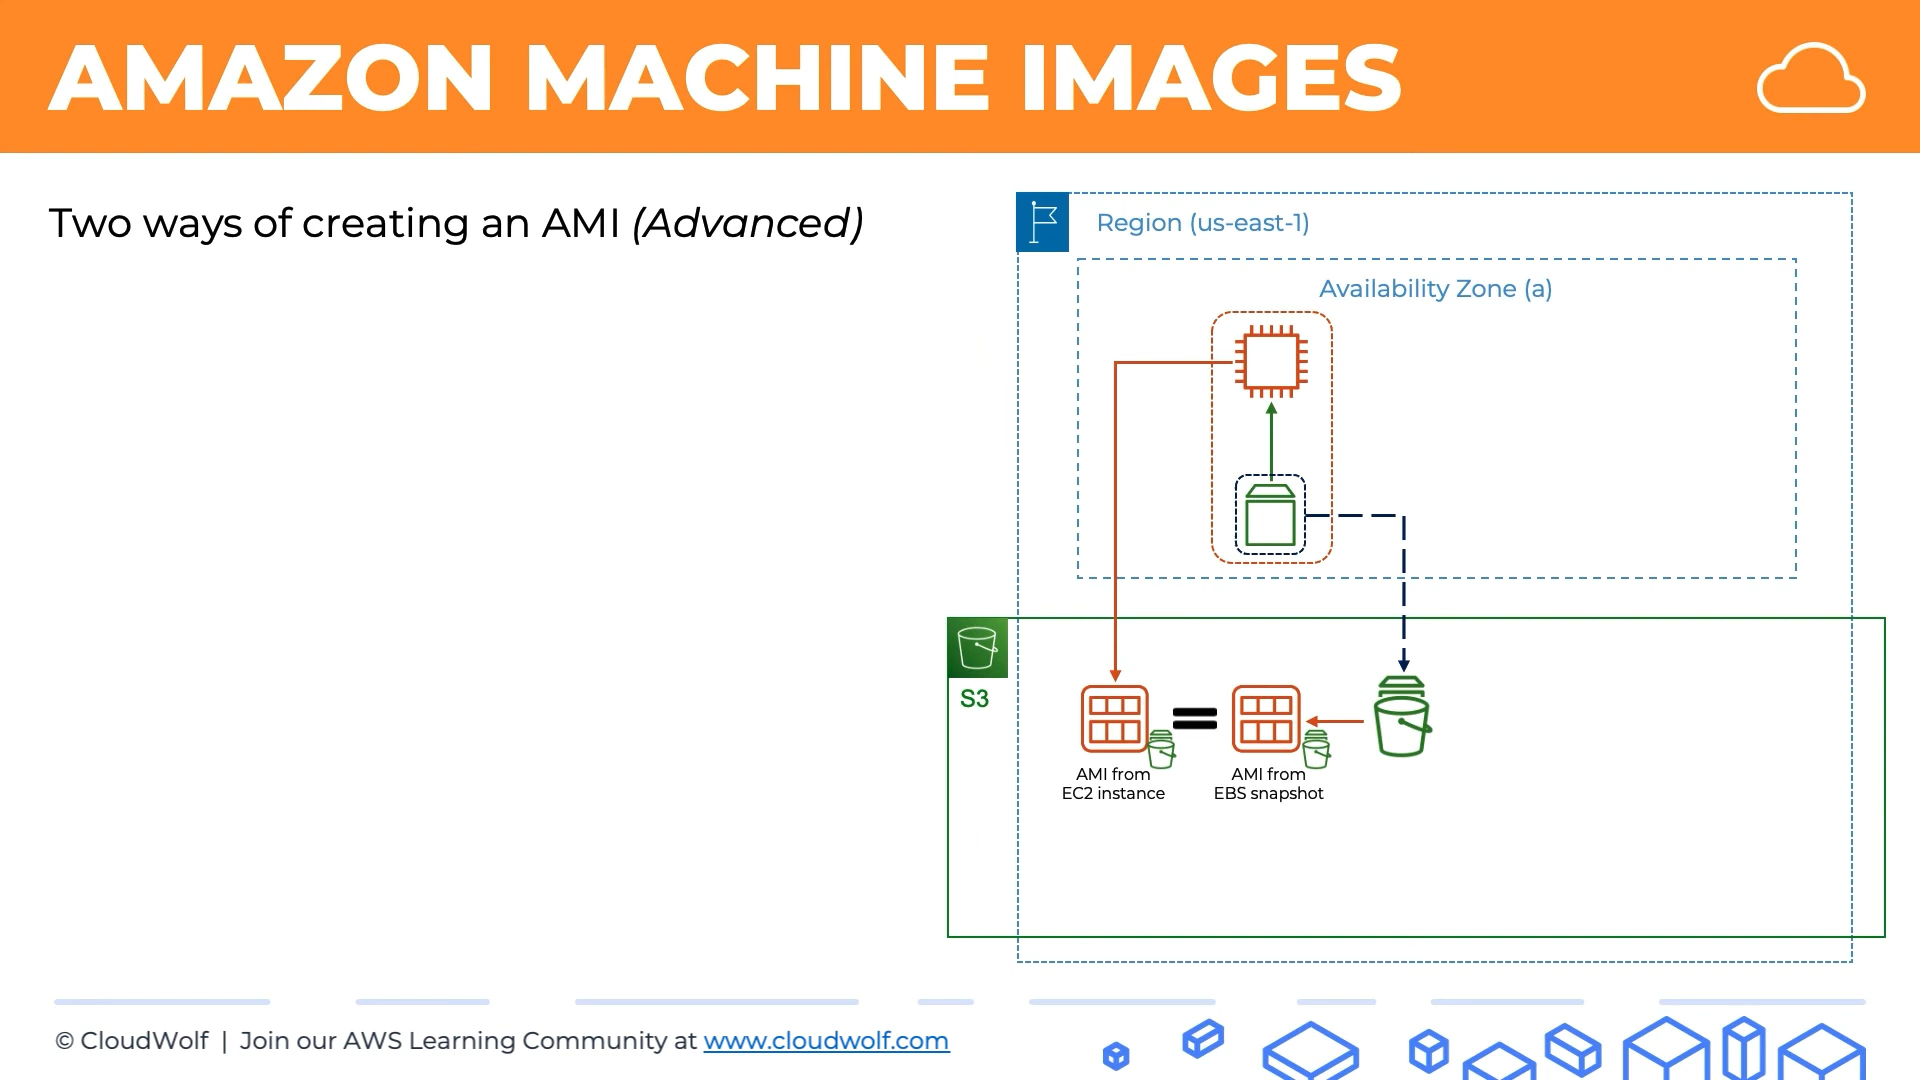 AMAZON MACHINE IMAGES
Two ways of creating an AMI (Advanced)
Region (us-east-1)
Availability Zone (a)
S3
AMI from
EC2 instance
AMI from
EBS snapshot
© CloudWolf | Join our AWS Learning Community at www.cloudwolf.com